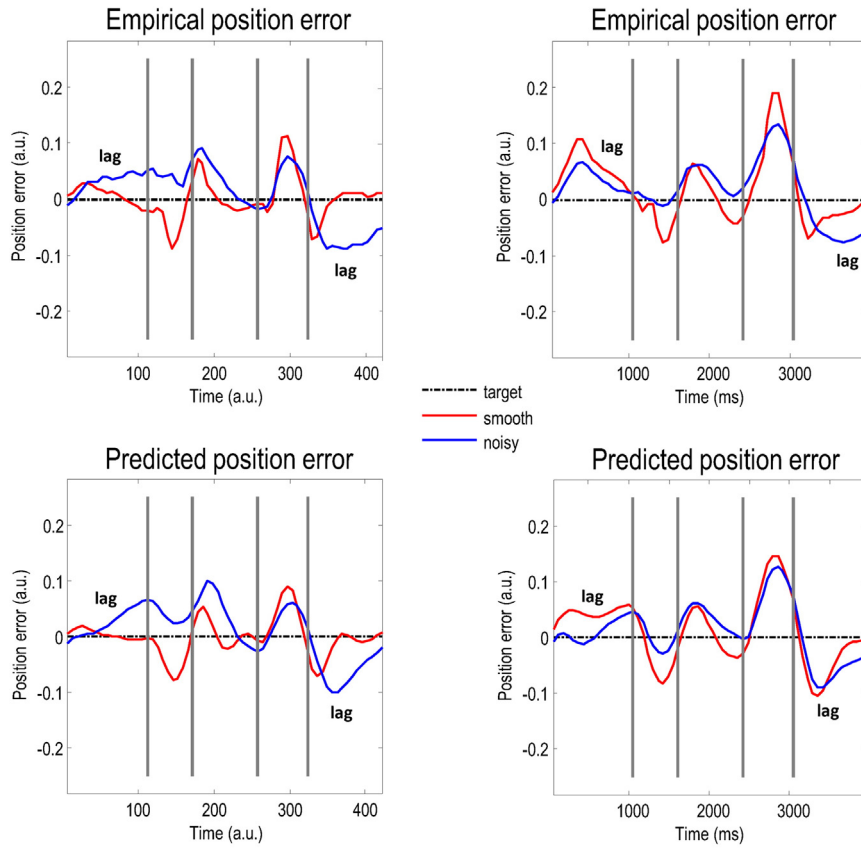 Empirical position error
Position error (a.u.)
0.2
0.1
0
-0.1
-0.2
lag
lag
100
200
300
400
Time (a.u.)
Empirical position error
Position error (a.u.)
0.2
0.1
0
-0.1
-0.2
lag
lag
1000
2000
3000
Time (ms)
target
smooth
noisy
Predicted position error
Position error (a.u.)
0.2
0.1
0
-0.1
-0.2
lag
lag
100
200
300
400
Time (a.u.)
Predicted position error
Position error (a.u.)
0.2
0.1
0
-0.1
-0.2
lag
lag
1000
2000
3000
Time (ms)